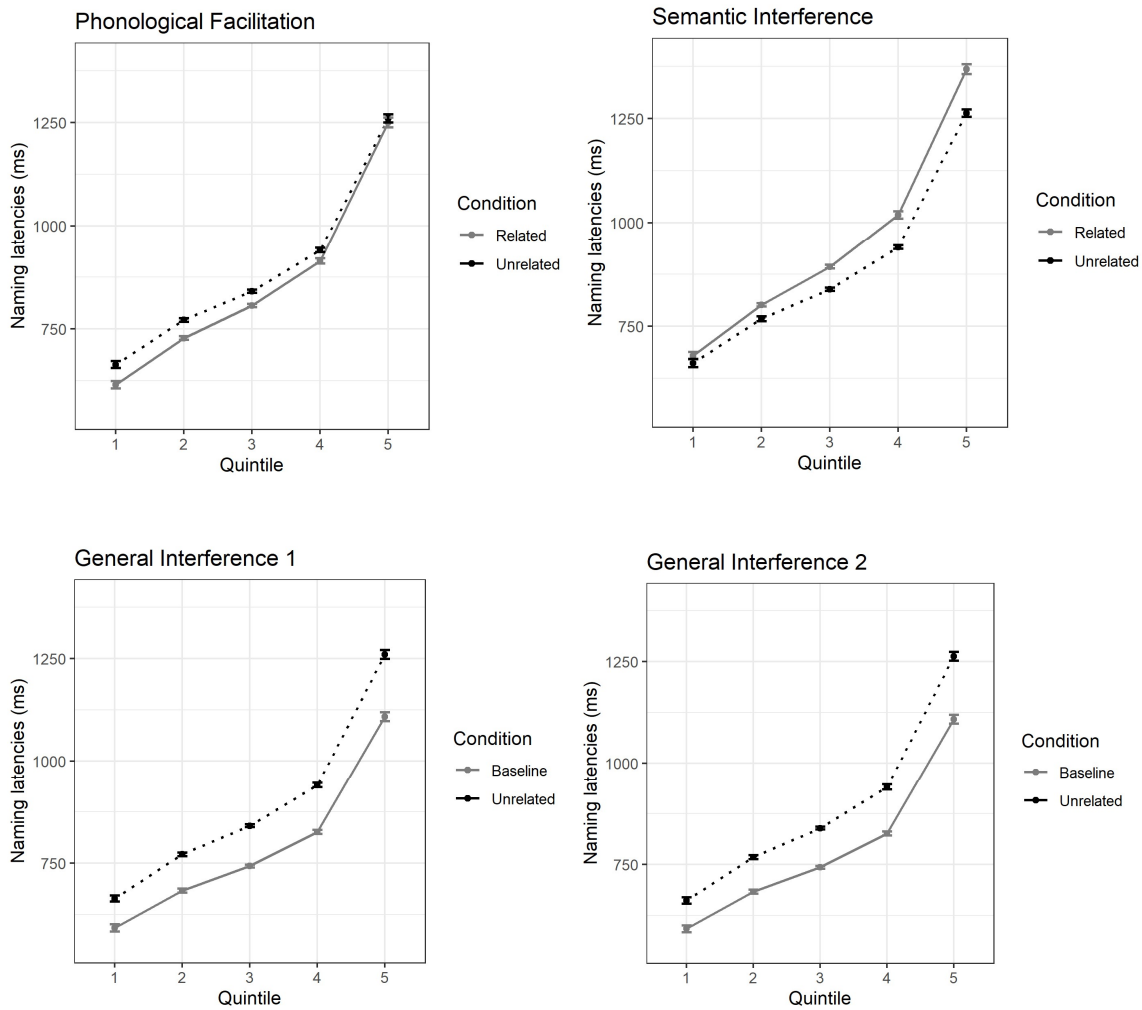 Phonological Facilitation
Naming latencies (ms)
1250
1000
750
1 2 3 4 5
Quintile
Condition
Related
Unrelated
Semantic Interference
Naming latencies (ms)
1250
1000
750
1 2 3 4 5
Quintile
Condition
Related
Unrelated
General Interference 1
Naming latencies (ms)
1250
1000
750
1 2 3 4 5
Quintile
Condition
Baseline
Unrelated
General Interference 2
Naming latencies (ms)
1250
1000
750
1 2 3 4 5
Quintile
Condition
Baseline
Unrelated